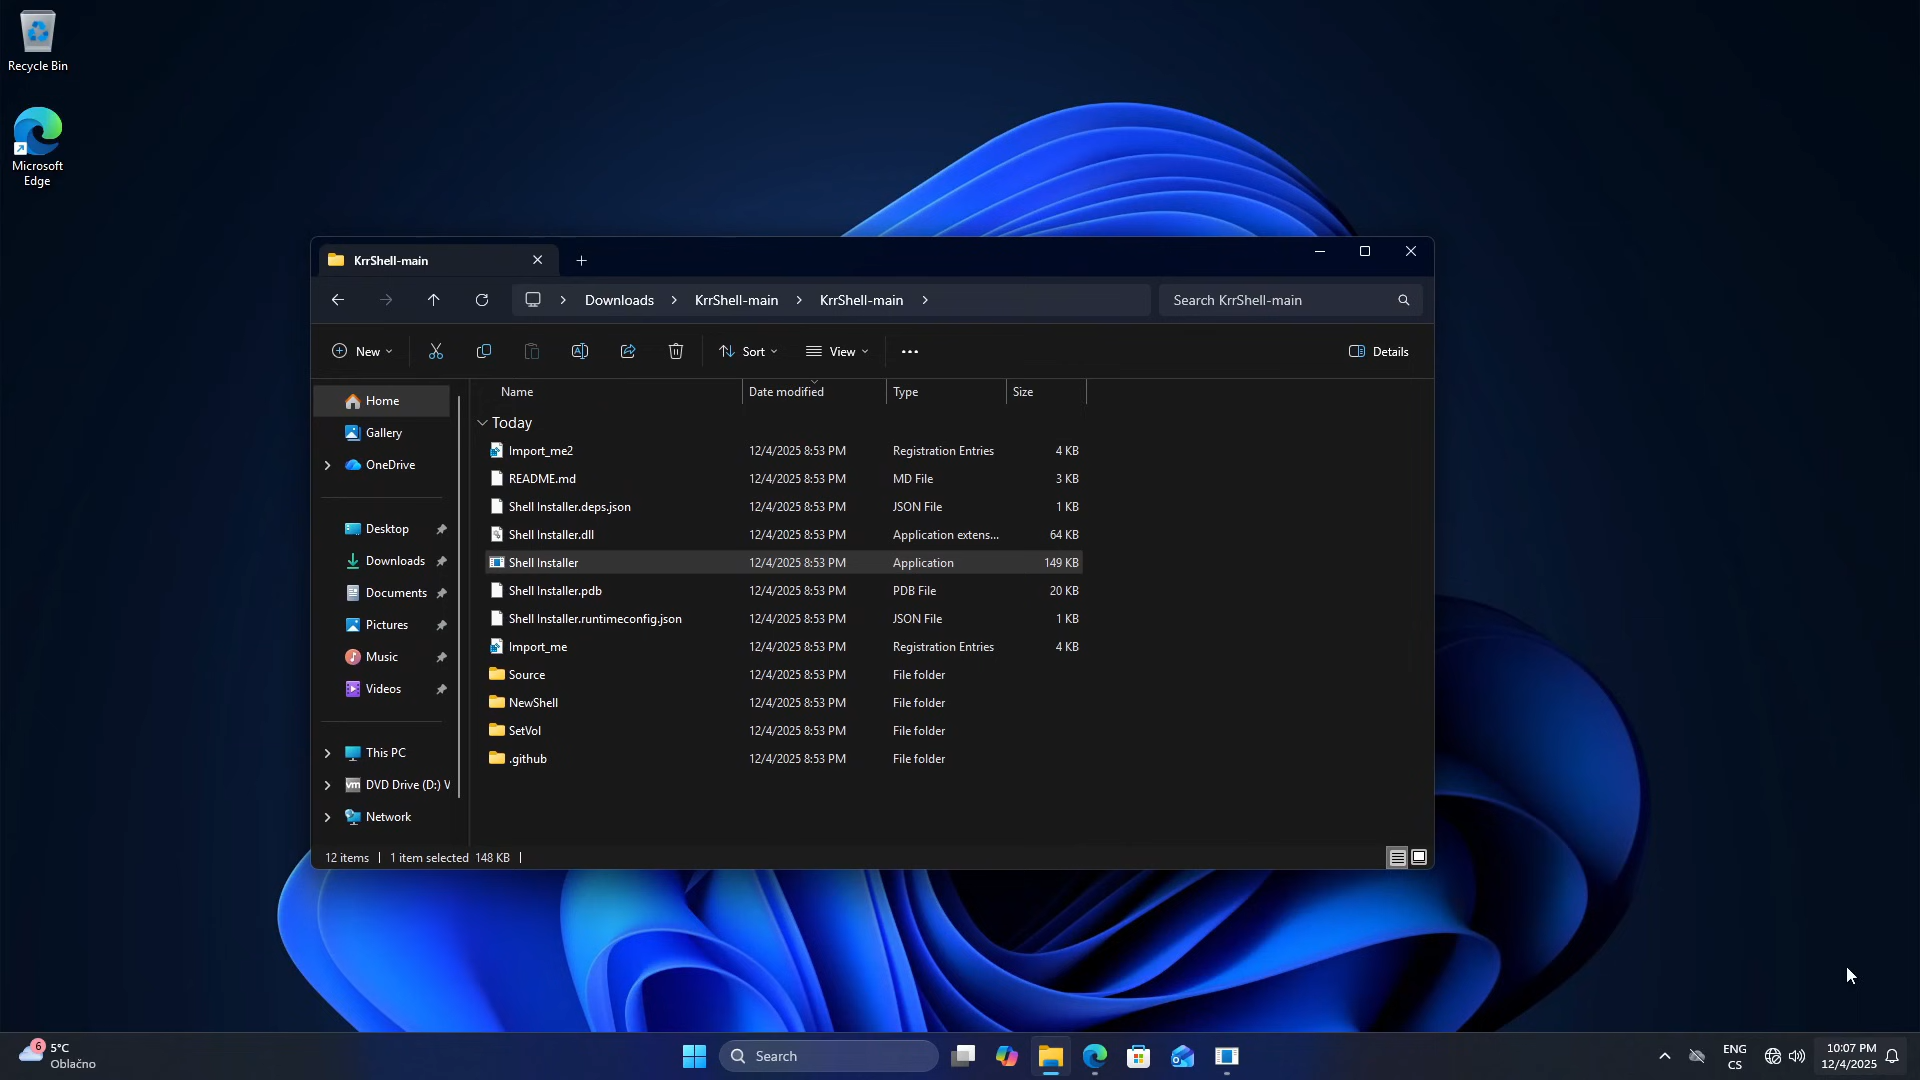 Recycle Bin
Microsoft
Edge
KrrShell-main
Downloads
KrrShell-main
KrrShell-main
Search KrrShell-main
New
Sort
View
Details
Home
Gallery
OneDrive
Desktop
Downloads
Documents
Pictures
Music
Videos
This PC
DVD Drive (D:) V
Network
Name Date modified Type Size
Today
Import_me2 12/4/2025 8:53 PM Registration Entries 4 KB
README.md 12/4/2025 8:53 PM MD File 3 KB
Shell Installer.deps.json 12/4/2025 8:53 PM JSON File 1 KB
Shell Installer.dll 12/4/2025 8:53 PM Application extens... 64 KB
Shell Installer 12/4/2025 8:53 PM Application 149 KB
Shell Installer.pdb 12/4/2025 8:53 PM PDB File 20 KB
Shell Installer.runtimeconfig.json 12/4/2025 8:53 PM JSON File 1 KB
Import_me 12/4/2025 8:53 PM Registration Entries 4 KB
Source 12/4/2025 8:53 PM File folder
NewShell 12/4/2025 8:53 PM File folder
SetVol 12/4/2025 8:53 PM File folder
.github 12/4/2025 8:53 PM File folder
12 items 1 item selected 148 KB
6
5°C
Oblačno
Search
ENG
CS
10:07 PM
12/4/2025